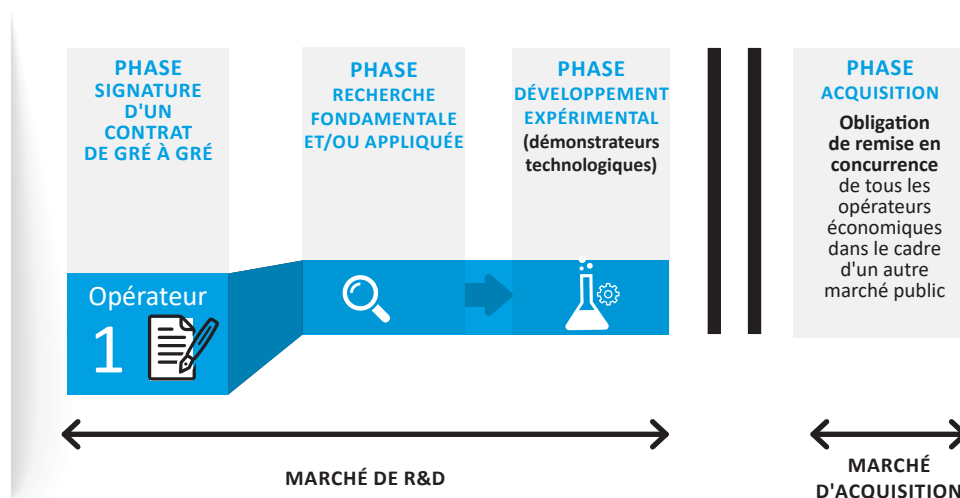 PHASE
SIGNATURE
D'UN
CONTRAT
DE GRÉ À GRÉ
Opérateur
1
PHASE
RECHERCHE
FONDAMENTALE
ET/OU APPLIQUÉE
PHASE
DÉVELOPPEMENT
EXPÉRIMENTAL
(démonstrateurs
technologiques)
PHASE
ACQUISITION
Obligation
de remise en
concurrence
de tous les
opérateurs
économiques
dans le cadre
d'un autre
marché public
MARCHÉ DE R&D
MARCHÉ
D'ACQUISITION